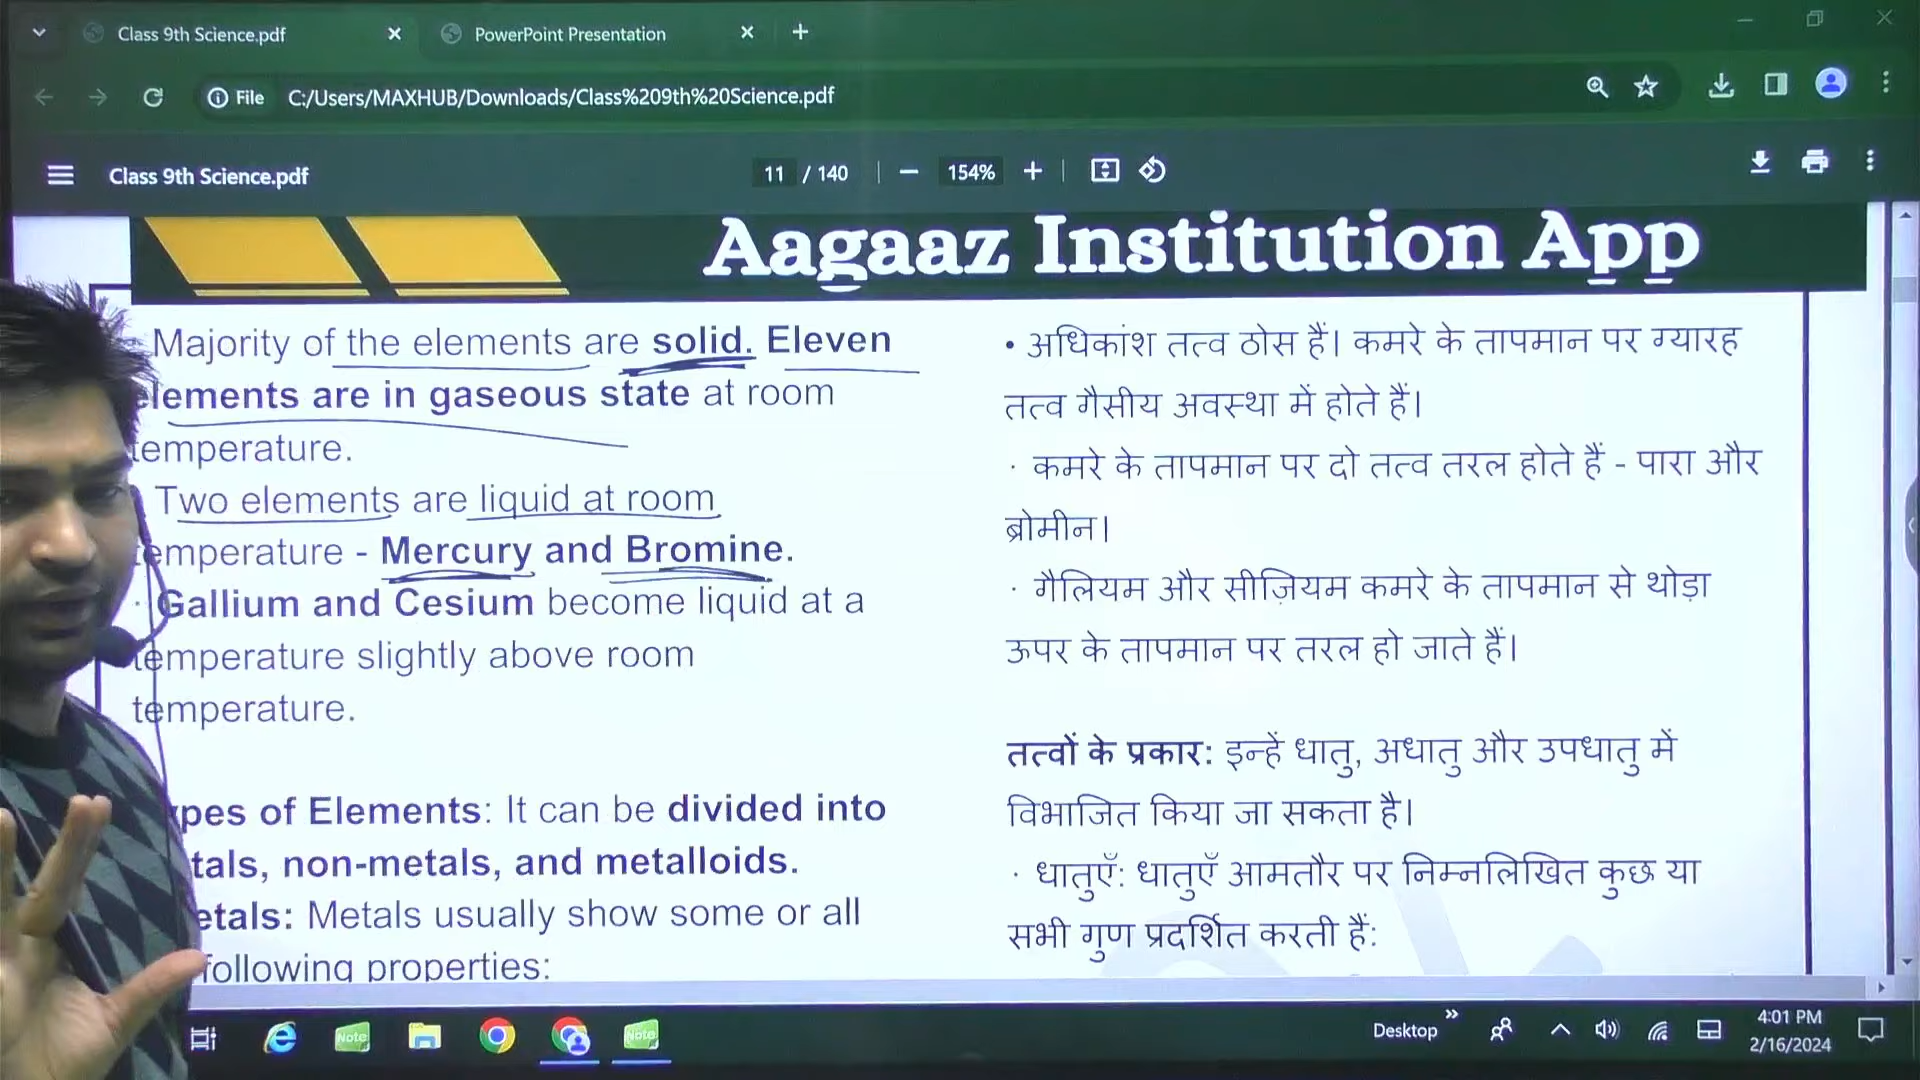 Class 9th Science.pdf
PowerPoint Presentation
File
C:/Users/MAXHUB/Downloads/Class%209th%20Science.pdf
Class 9th Science.pdf
11 / 140
154%
Aagaaz Institution App
Majority of the elements are solid. Eleven
elements are in gaseous state at room
temperature.
Two elements are liquid at room
temperature - Mercury and Bromine.
· Gallium and Cesium become liquid at a
temperature slightly above room
temperature.
pes of Elements: It can be divided into
tals, non-metals, and metalloids.
etals: Metals usually show some or all
following properties:
• अधिकांश तत्व ठोस हैं। कमरे के तापमान पर ग्यारह
तत्व गैसीय अवस्था में होते हैं।
· कमरे के तापमान पर दो तत्व तरल होते हैं - पारा और
ब्रोमीन।
· गैलियम और सीज़ियम कमरे के तापमान से थोड़ा
ऊपर के तापमान पर तरल हो जाते हैं।
तत्वों के प्रकार: इन्हें धातु, अधातु और उपधातु में
विभाजित किया जा सकता है।
· धातुएँ: धातुएँ आमतौर पर निम्नलिखित कुछ या
सभी गुण प्रदर्शित करती हैं:
Note
Note
Desktop
4:01 PM
2/16/2024